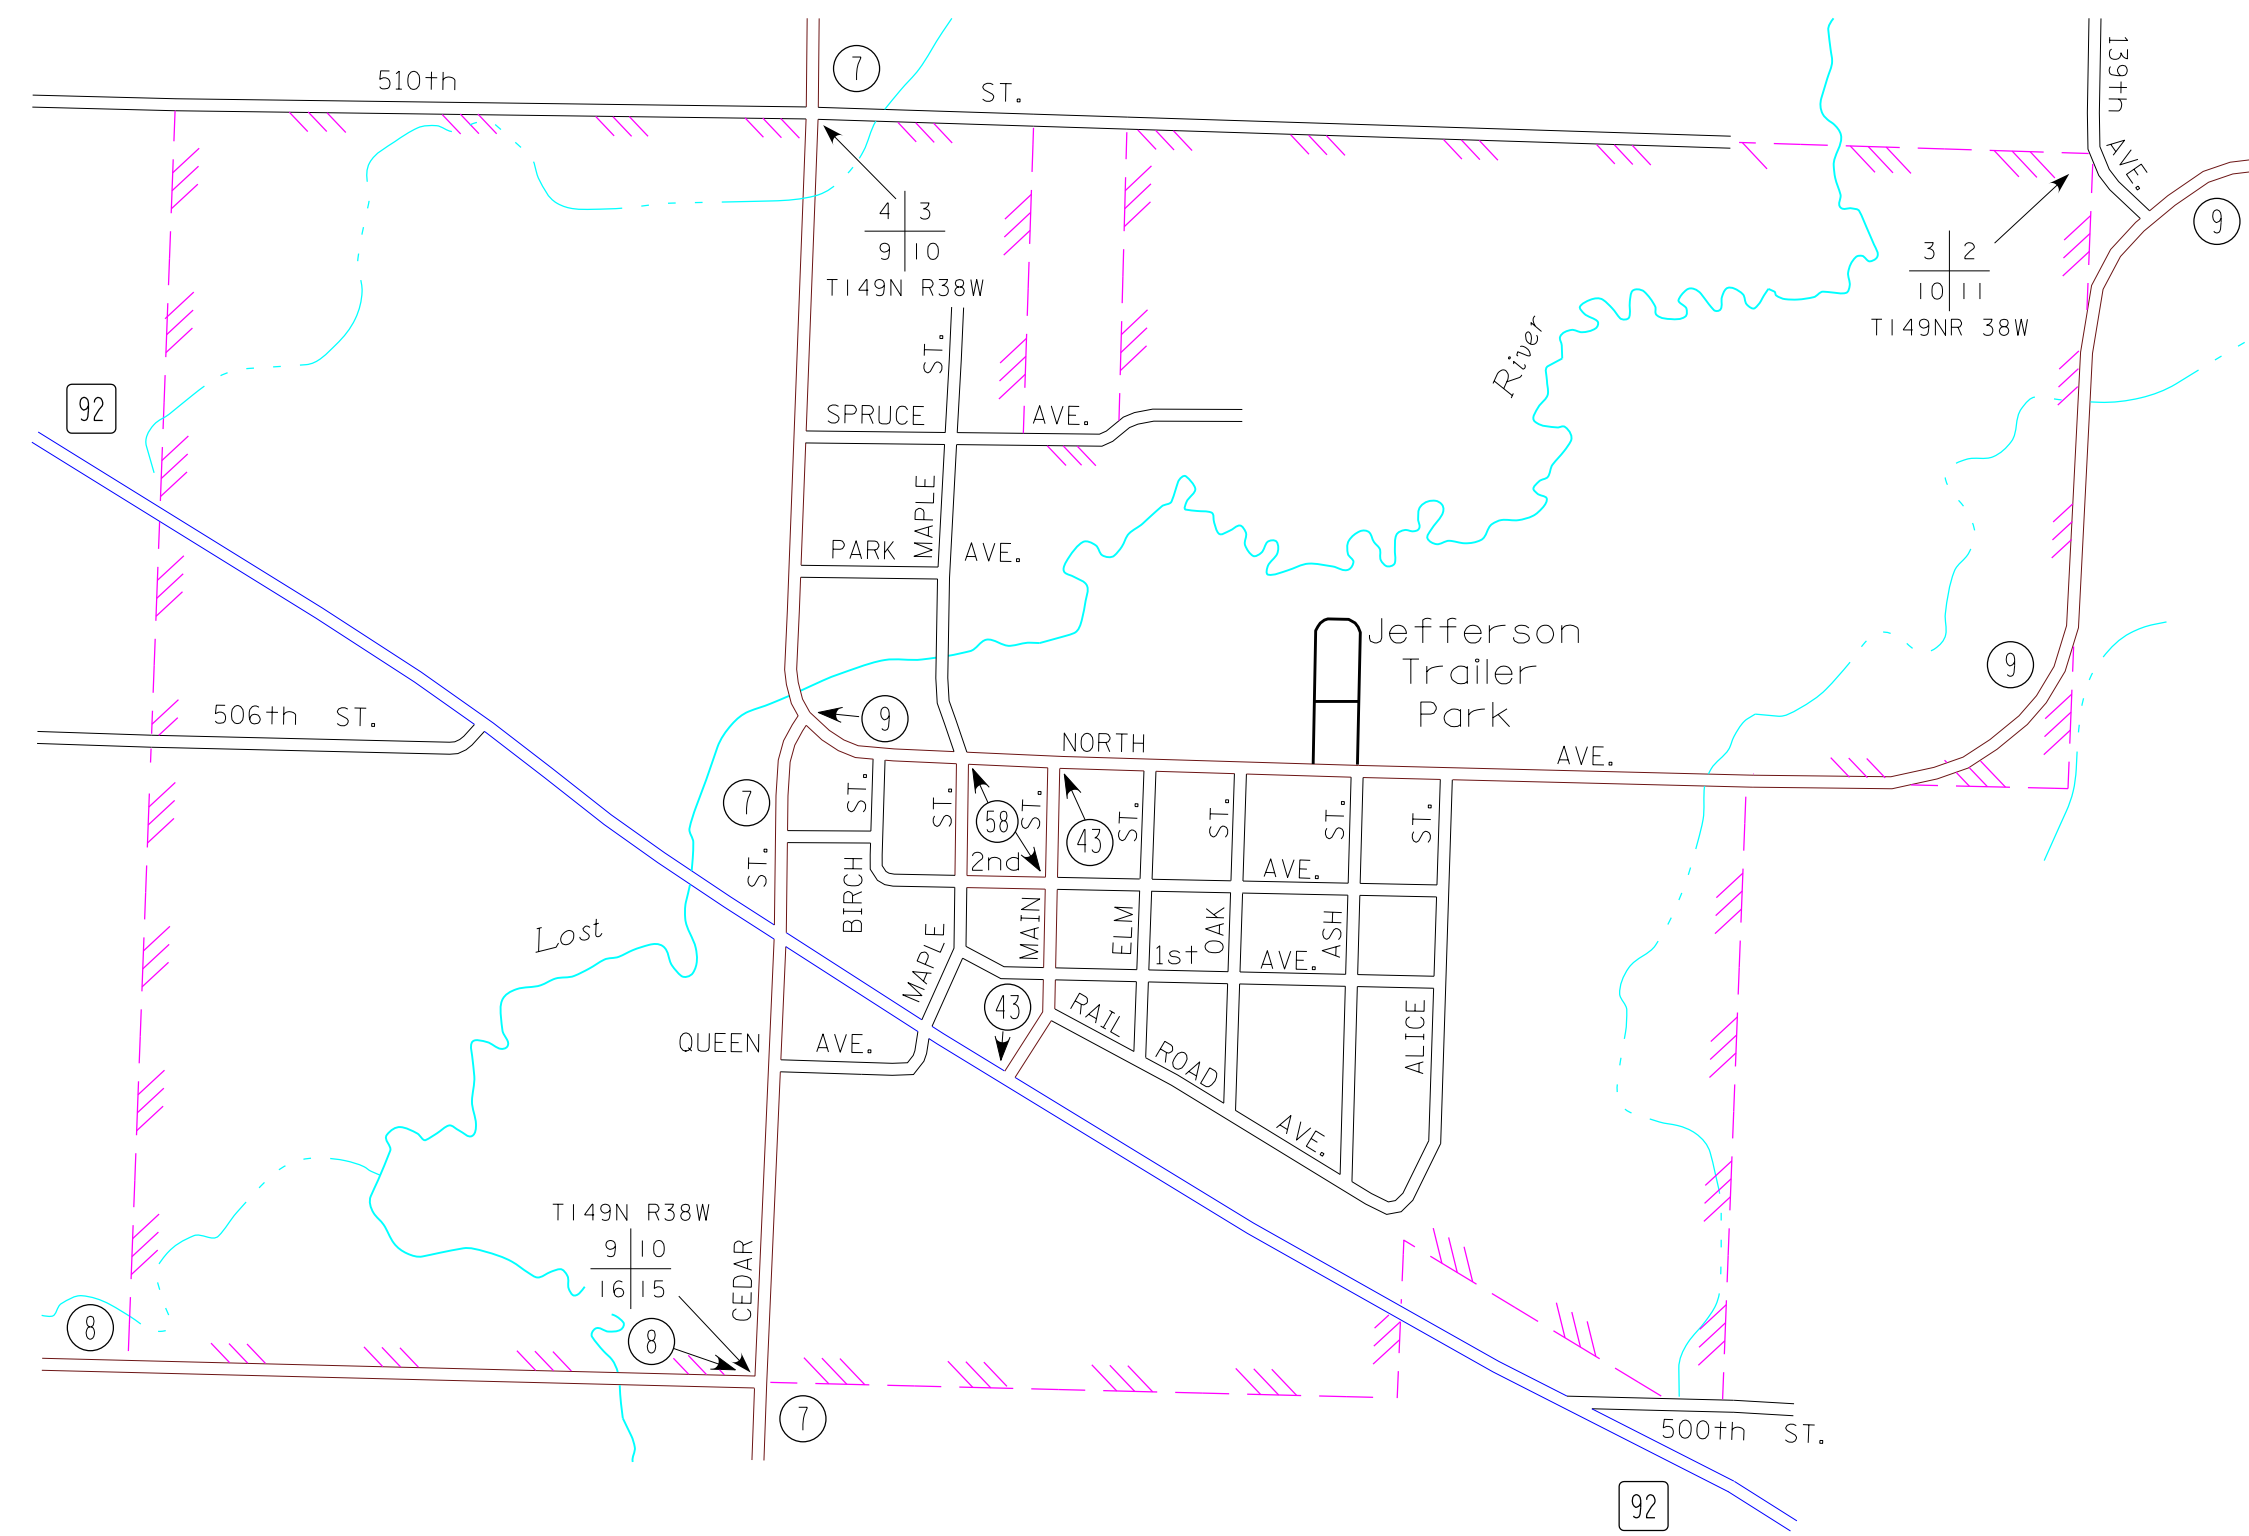 7
510th ST.
139th AVE.
4 3
9 10
T149N R38W
9
3 2
10 11
T149NR 38W
River
92
SPRUCE AVE.
MAPLE ST.
PARK AVE.
Jefferson
Trailer
Park
9
506th ST.
9
NORTH AVE.
7
58
43
2nd AVE.
CEDAR ST.
BIRCH ST.
MAPLE ST.
MAIN ST.
ELM ST.
OAK ST.
ASH ST.
ALICE ST.
Lost
1st AVE.
43
QUEEN AVE.
RAIL ROAD AVE.
T149N R38W
9 10
16 15
8
8
7
500th ST.
92